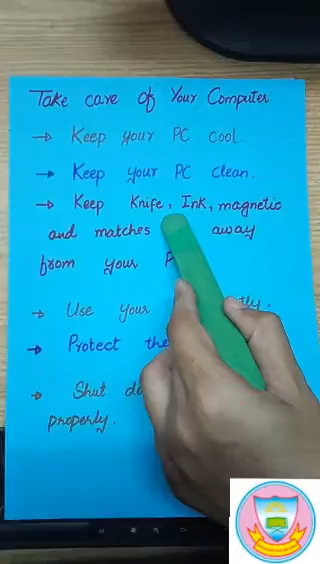 Take care of Your Computer
→ Keep your PC cool.
→ Keep your PC clean.
→ Keep Knife, Ink, magnetic
and matches away
from your P
→ Use your
→ Protect the
→ Shut do
properly.